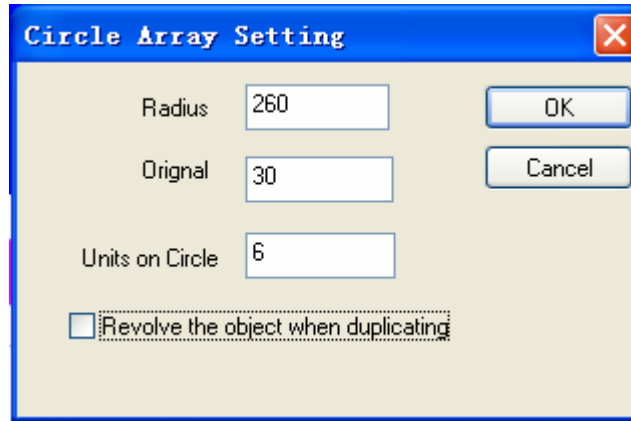 Circle Array Setting
Radius 260 OK
Orignal 30 Cancel
Units on Circle 6
Revolve the object when duplicating